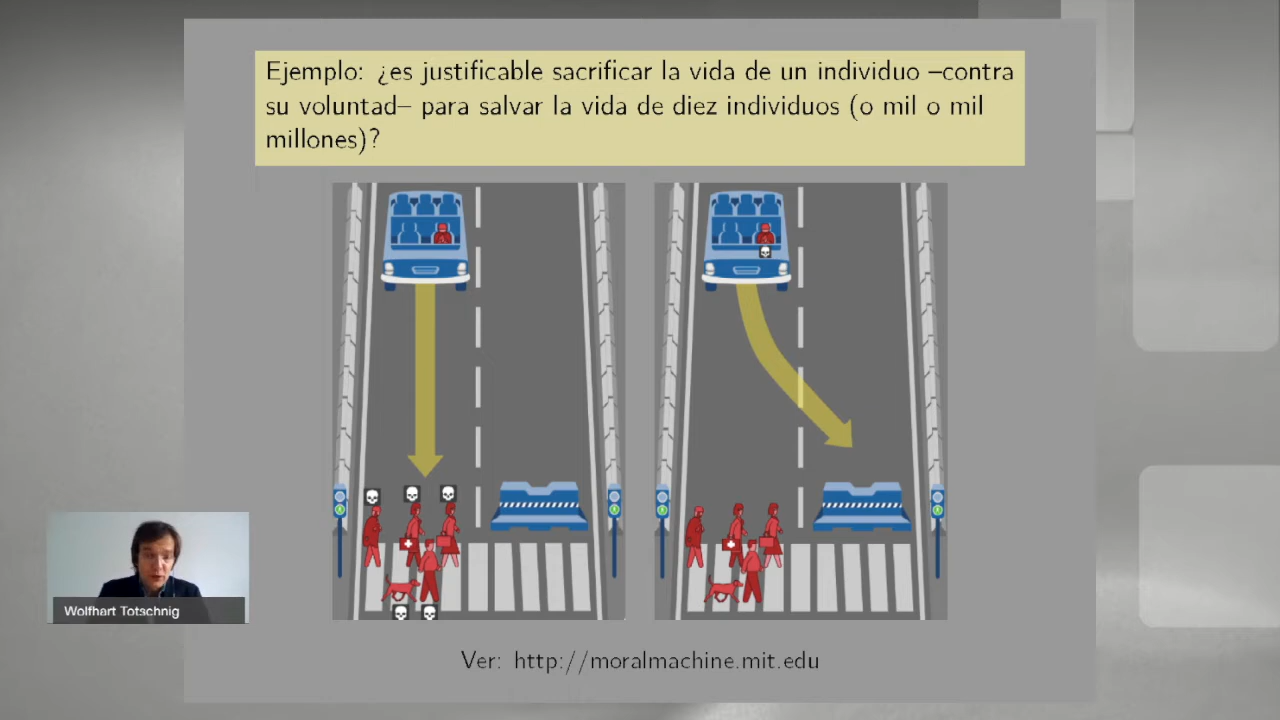 Ejemplo: ¿es justificable sacrificar la vida de un individuo –contra
su voluntad– para salvar la vida de diez individuos (o mil o mil
millones)?
Wolfhart Totschnig
Ver: http://moralmachine.mit.edu